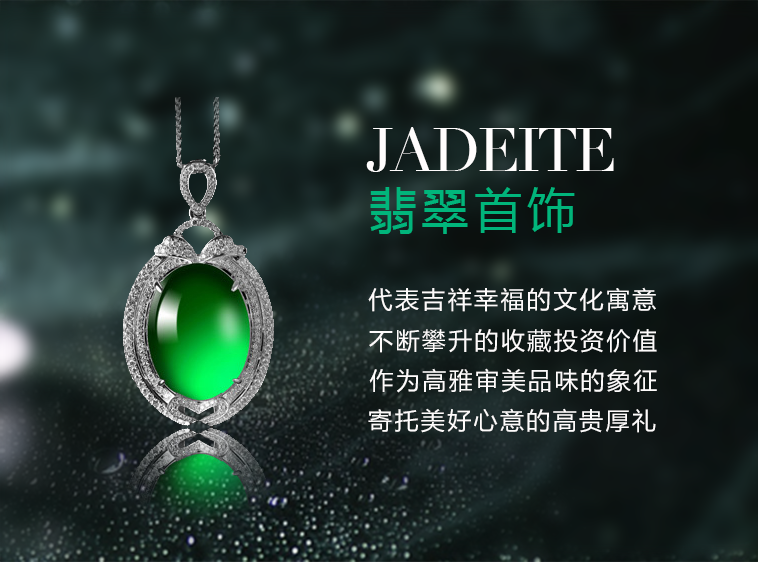 JADEITE
翡翠首饰
代表吉祥幸福的文化寓意
不断攀升的收藏投资价值
作为高雅审美品味的象征
寄托美好心意的高贵厚礼